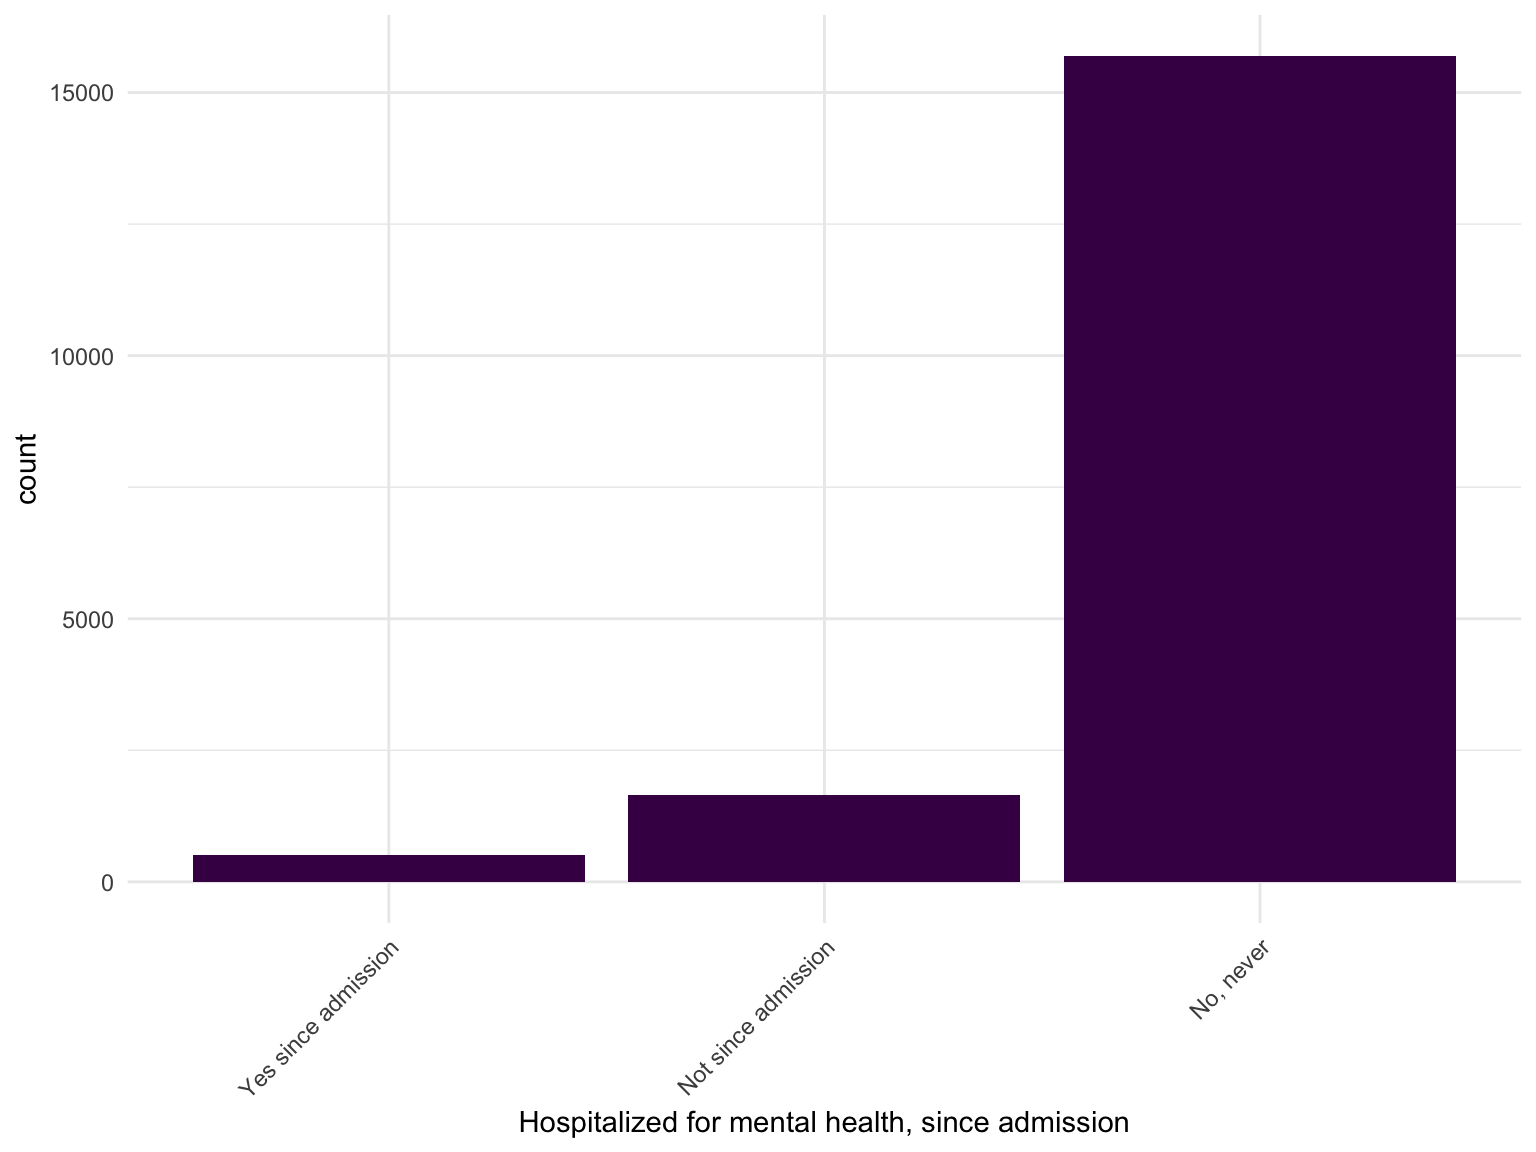 15000
10000
5000
0
count
Yes since admission
Not since admission
No, never
Hospitalized for mental health, since admission